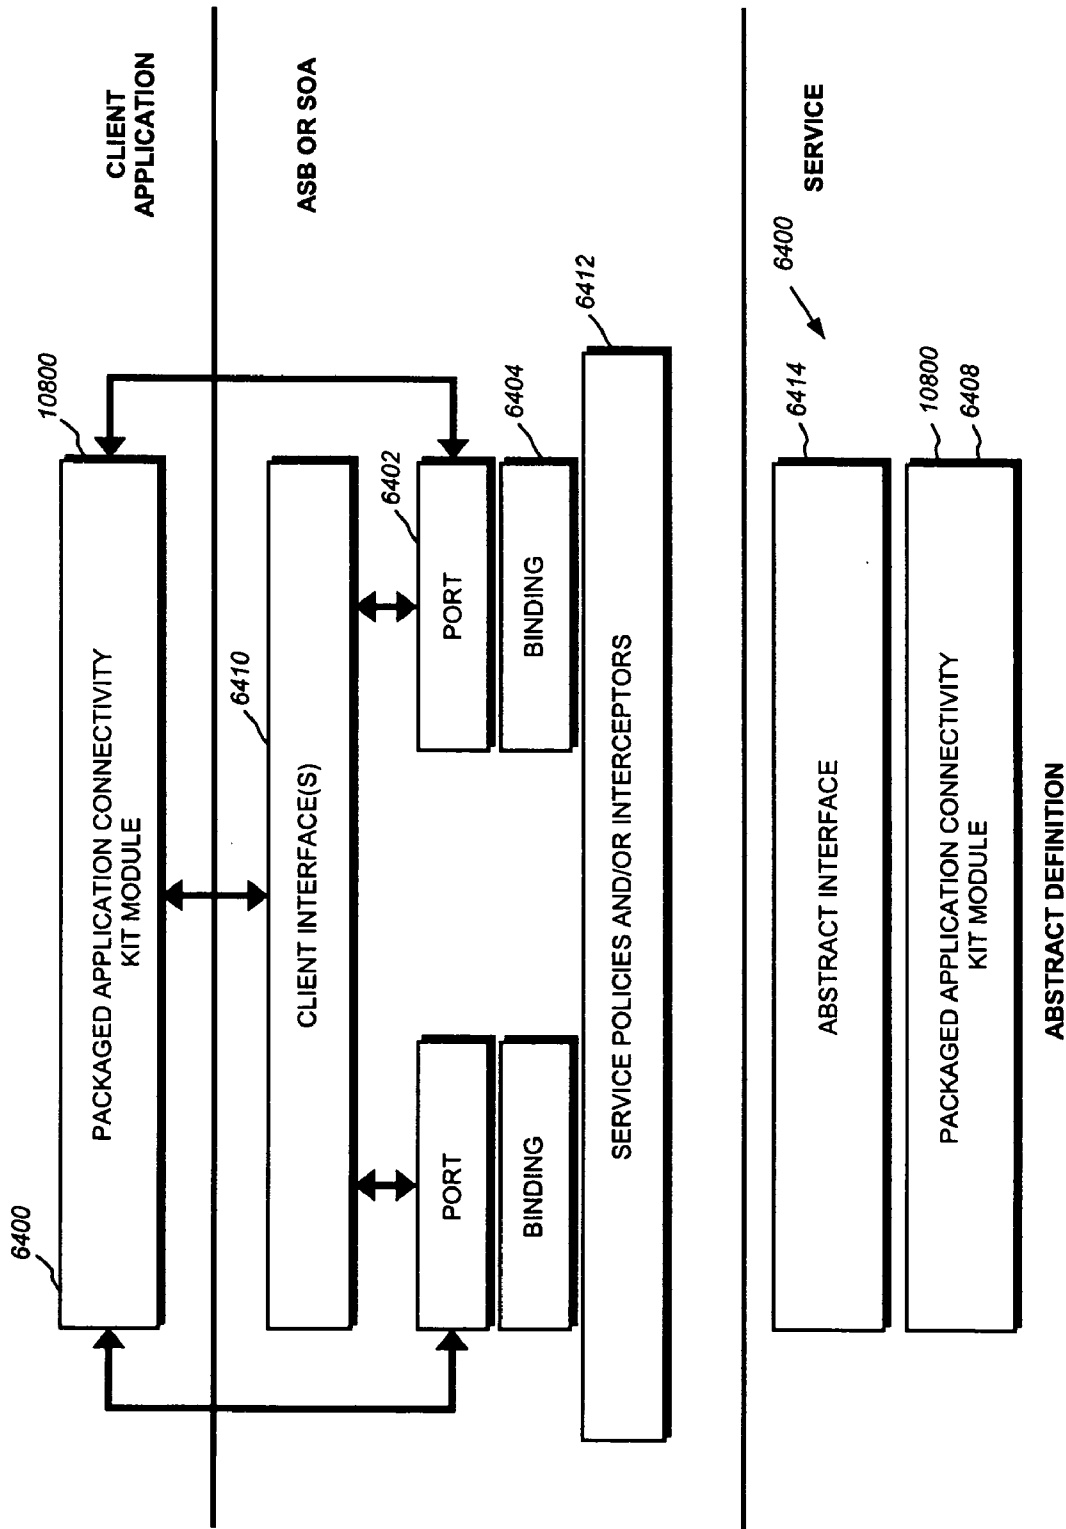 CLIENT
APPLICATION
6400
10800
PACKAGED APPLICATION CONNECTIVITY
KIT MODULE
ASB OR SOA
6410
CLIENT INTERFACE(S)
6402
PORT
PORT
6404
BINDING
BINDING
6412
SERVICE POLICIES AND/OR INTERCEPTORS
SERVICE
6400
6414
ABSTRACT INTERFACE
10800
6408
PACKAGED APPLICATION CONNECTIVITY
KIT MODULE
ABSTRACT DEFINITION